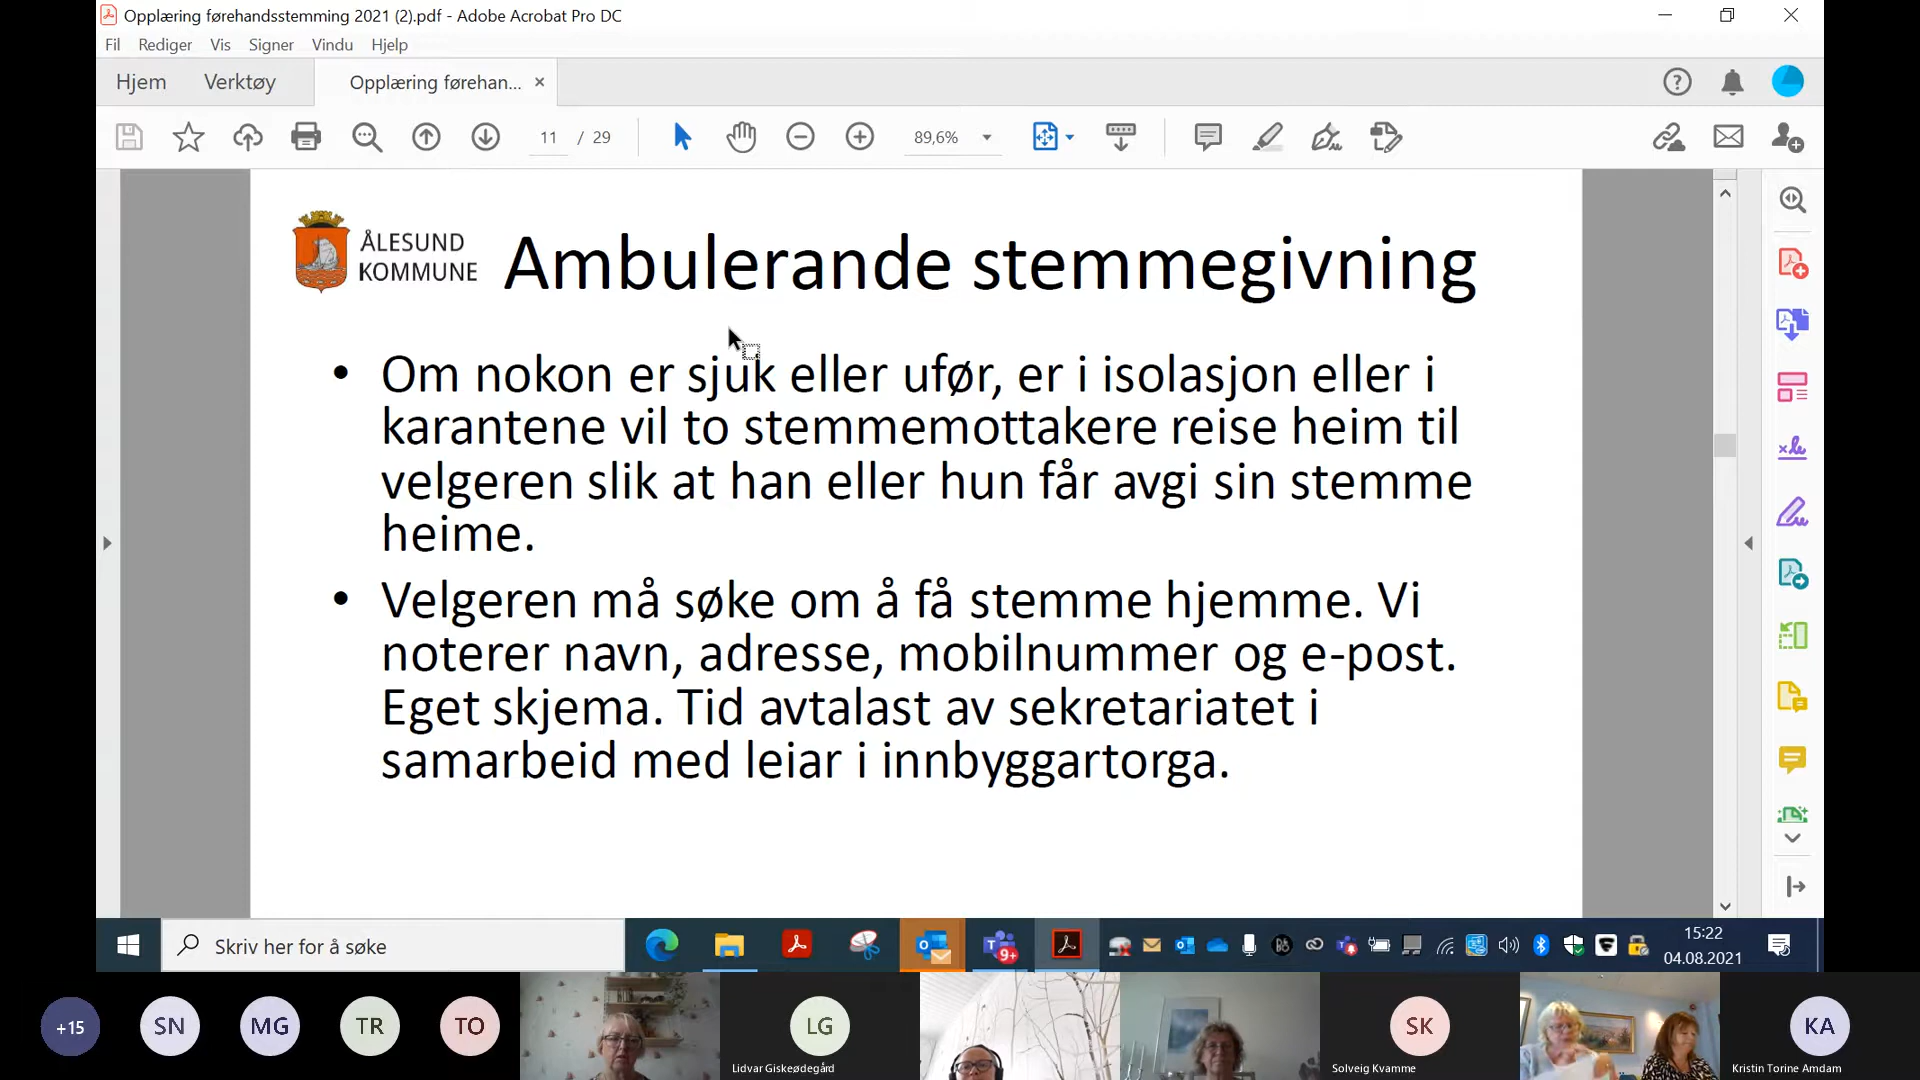 Opplæring førehandsstemming 2021 (2).pdf - Adobe Acrobat Pro DC
Fil Rediger Vis Signer Vindu Hjelp
Hjem Verktøy Opplæring førehan... ×
11 / 29 89,6%
ÅLESUND
KOMMUNE
Ambulerande stemmegivning
• Om nokon er sjuk eller ufør, er i isolasjon eller i
karantene vil to stemmemottakere reise heim til
velgeren slik at han eller hun får avgi sin stemme
heime.
• Velgeren må søke om å få stemme hjemme. Vi
noterer navn, adresse, mobilnummer og e-post.
Eget skjema. Tid avtalast av sekretariatet i
samarbeid med leiar i innbyggartorga.
Skriv her for å søke
9+
15:22
04.08.2021
+15 SN MG TR TO LG SK KA
Lidvar Giskeødegård Solveig Kvamme Kristin Torine Amdam